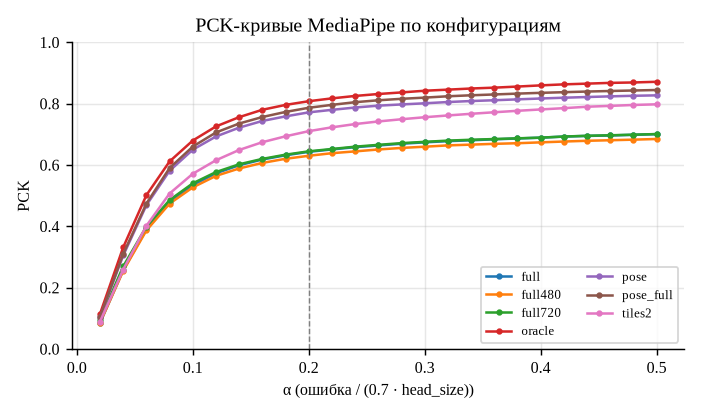 PCK-кривые MediaPipe по конфигурациям
PCK
1.0
0.8
0.6
0.4
0.2
0.0
0.0 0.1 0.2 0.3 0.4 0.5
α (ошибка / (0.7 · head_size))
full
full480
full720
oracle
pose
pose_full
tiles2